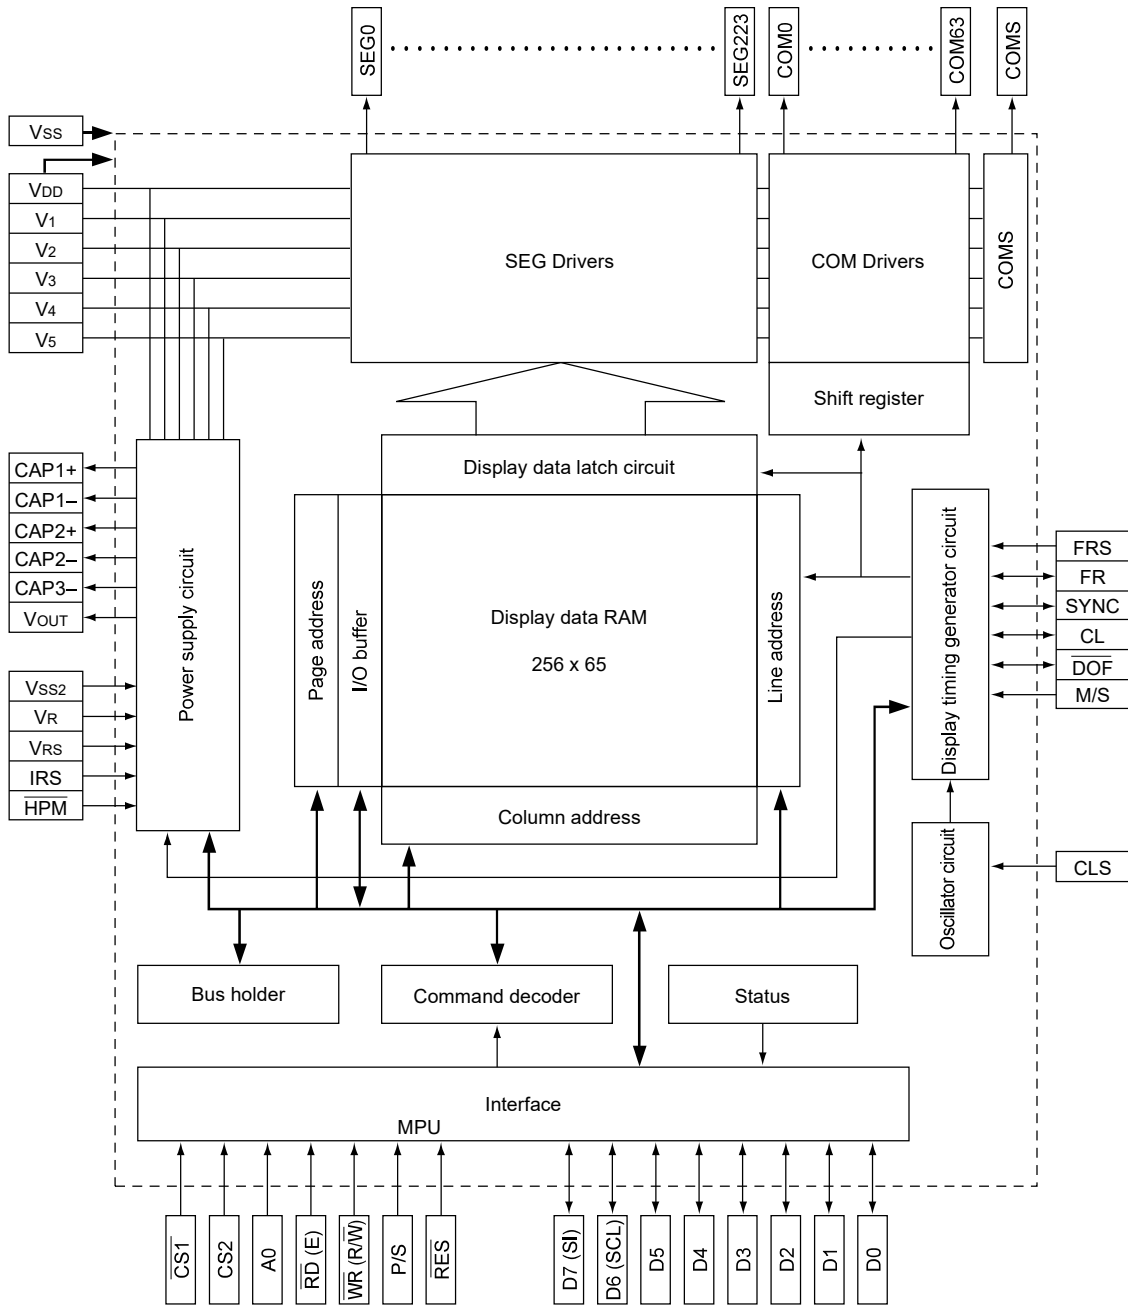 SEG0
SEG223
COM0
COM63
COMS
VSS
VDD
V1
V2
V3
V4
V5
SEG Drivers
COM Drivers
COMS
Shift register
Display data latch circuit
CAP1+
CAP1–
CAP2+
CAP2–
CAP3–
VOUT
VSS2
VR
VRS
IRS
HPM
Power supply circuit
Page address
I/O buffer
Display data RAM
256 x 65
Line address
Column address
Display timing generator circuit
FRS
FR
SYNC
CL
DOF
M/S
Oscillator circuit
CLS
Bus holder
Command decoder
Status
Interface
MPU
CS1
CS2
A0
RD (E)
WR (R/W)
P/S
RES
D7 (SI)
D6 (SCL)
D5
D4
D3
D2
D1
D0